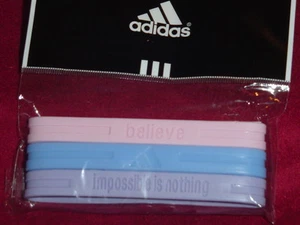 adidas
believe
impossible is nothing